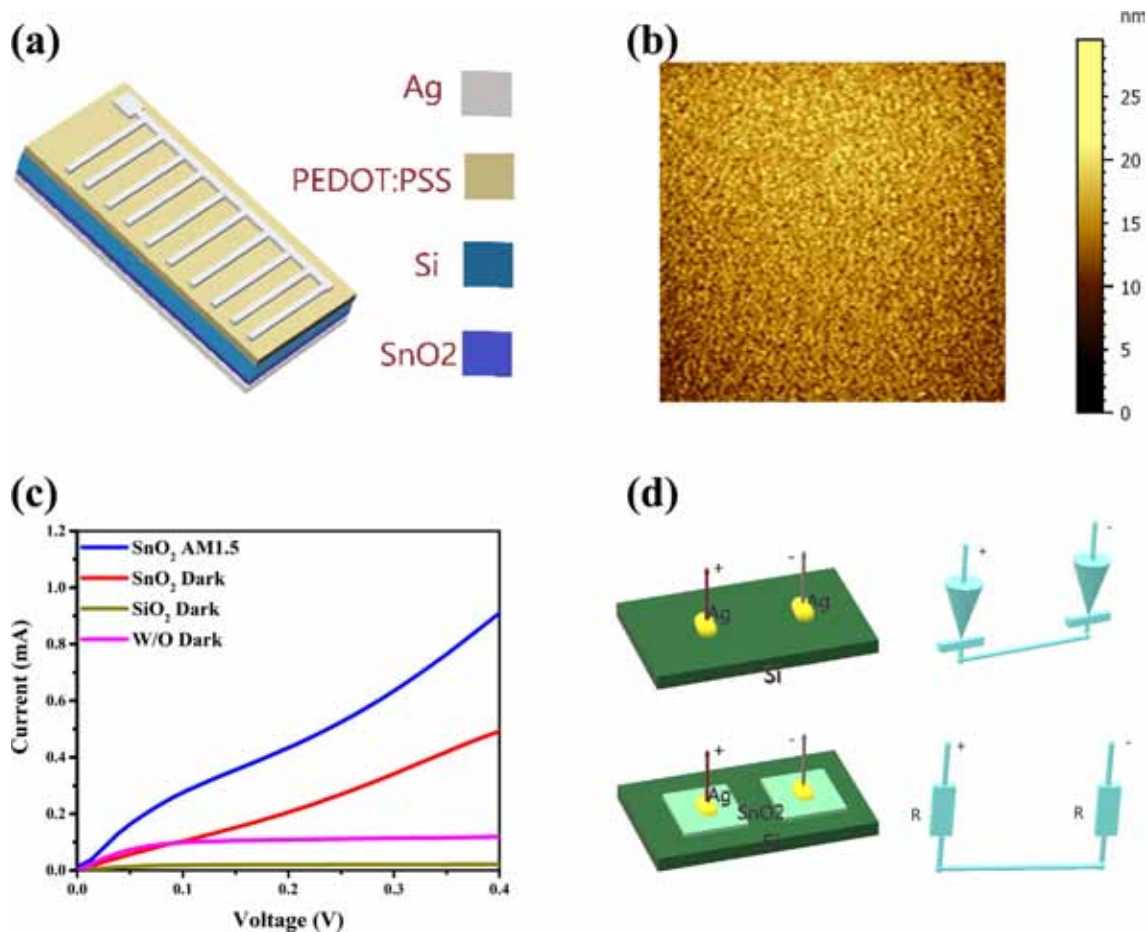 (a)
Ag
PEDOT:PSS
Si
SnO2
(b)
nm
25
20
15
10
5
0
(c)
1.2
1.0
0.8
0.6
0.4
0.2
0.0
Current (mA)
SnO₂ AM1.5
SnO₂ Dark
SiO₂ Dark
W/O Dark
0.0 0.1 0.2 0.3 0.4
Voltage (V)
(d)
+ -
Ag Ag
Si
+ -
+ -
Ag
SnO2
Si
+ -
R R